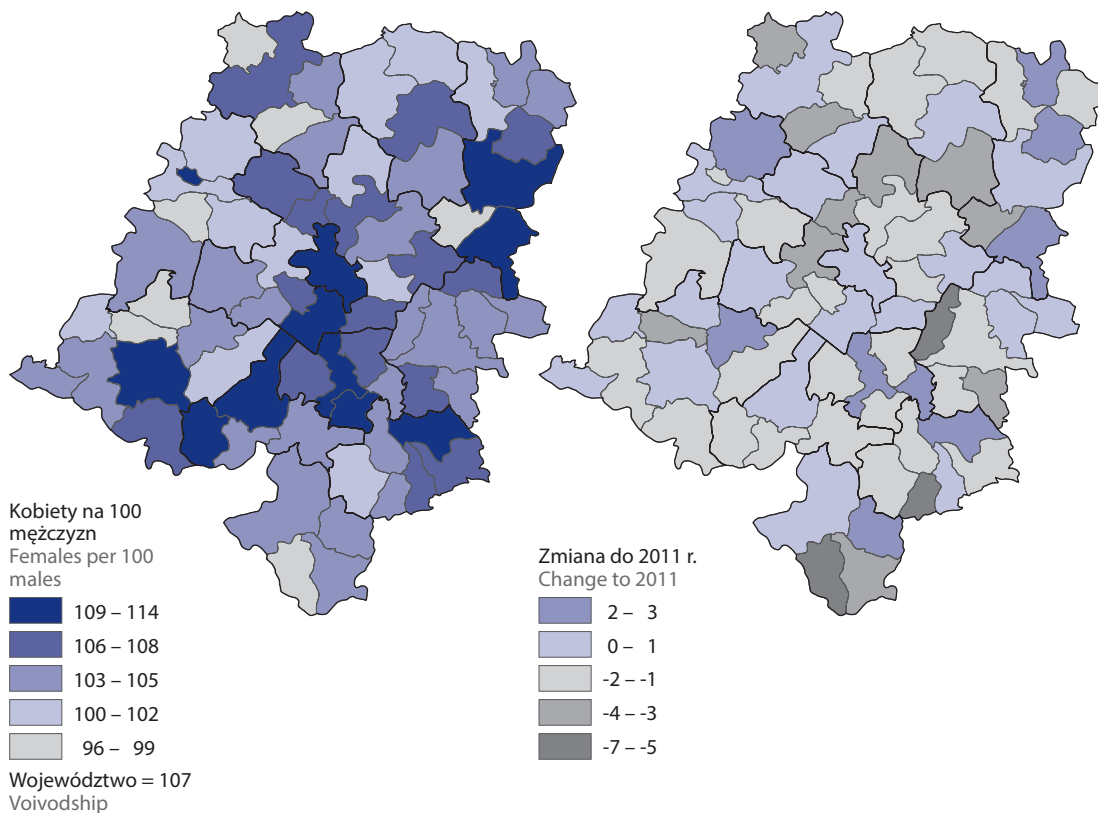 Kobiety na 100
mężczyzn
Females per 100
males
109 – 114
106 – 108
103 – 105
100 – 102
96 – 99
Województwo = 107
Voivodship
Zmiana do 2011 r.
Change to 2011
2 – 3
0 – 1
-2 – -1
-4 – -3
-7 – -5